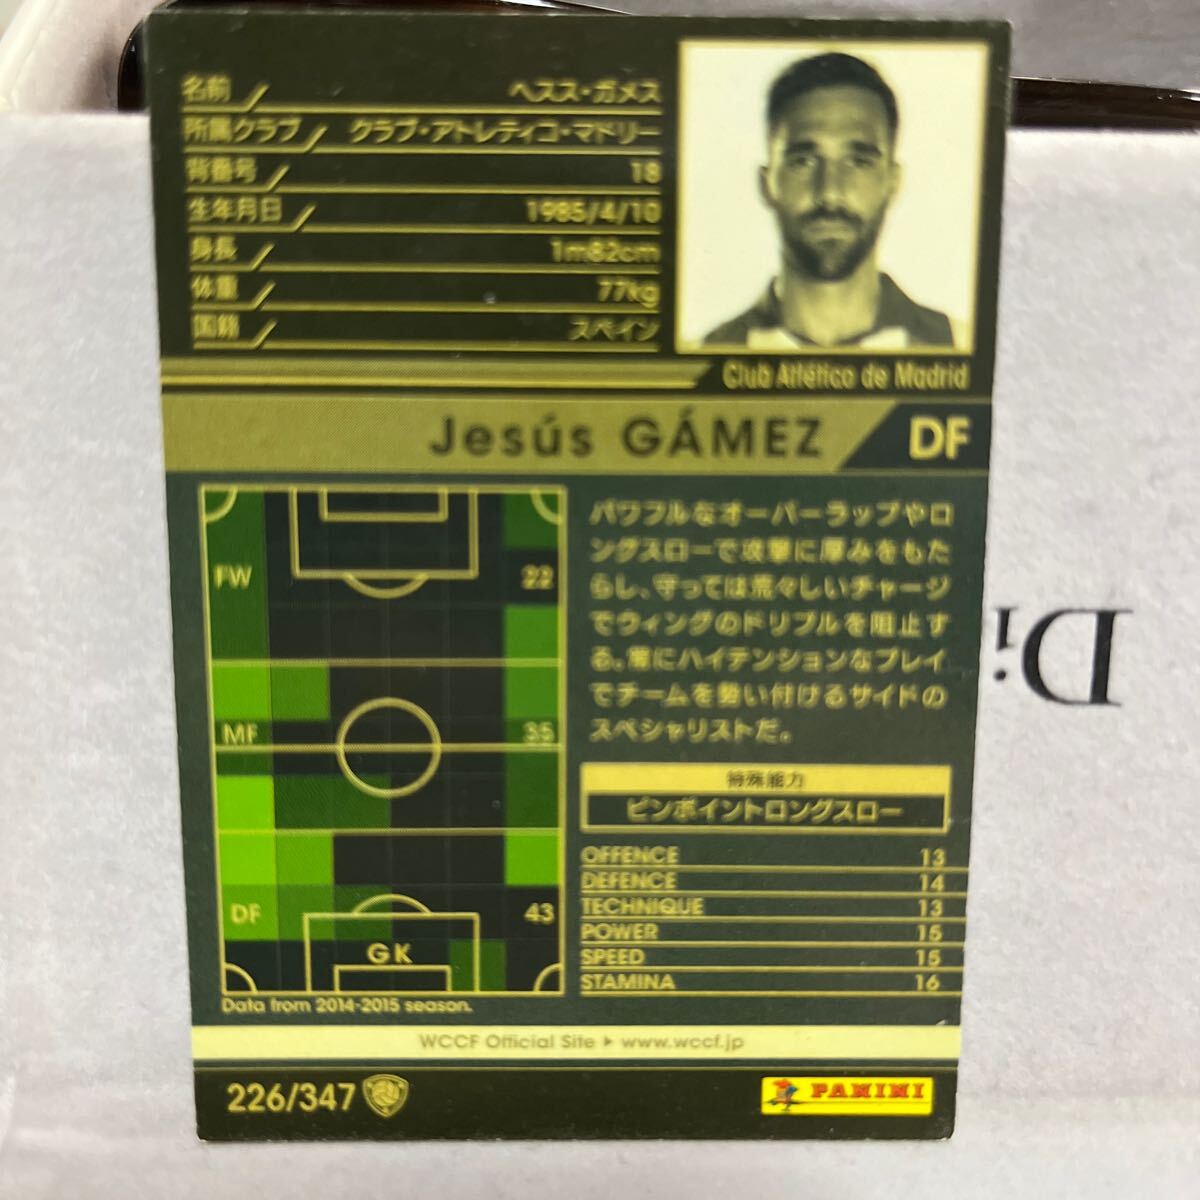 名前 ヘスス・ガメス
所属クラブ クラブ・アトレティコ・マドリー
背番号 18
生年月日 1985/4/10
身長 1m82cm
体重 77kg
国籍 スペイン
Club Atlético de Madrid
Jesús GÁMEZ DF
パワフルなオーバーラップやロ
ングスローで攻撃に厚みをもた
らし、守っては荒々しいチャージ
でウィングのドリブルを阻止す
る。常にハイテンションなプレイ
でチームを勢い付けるサイドの
スペシャリストだ。
FW 22
MF 35
DF 43
GK
Data from 2014-2015 season.
特殊能力
ピンポイントロングスロー
OFFENCE 13
DEFENCE 14
TECHNIQUE 13
POWER 15
SPEED 15
STAMINA 16
WCCF Official Site ▶ www.wccf.jp
226/347
PANINI
Di